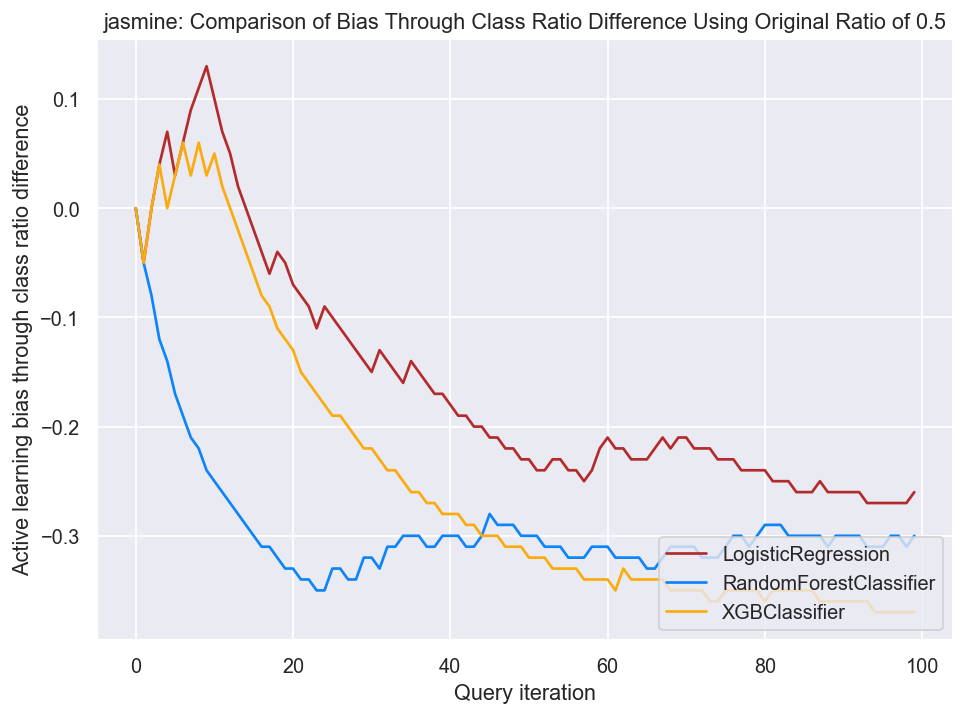 jasmine: Comparison of Bias Through Class Ratio Difference Using Original Ratio of 0.5
Active learning bias through class ratio difference
0.1
0.0
−0.1
−0.2
−0.3
LogisticRegression
RandomForestClassifier
XGBClassifier
0 20 40 60 80 100
Query iteration